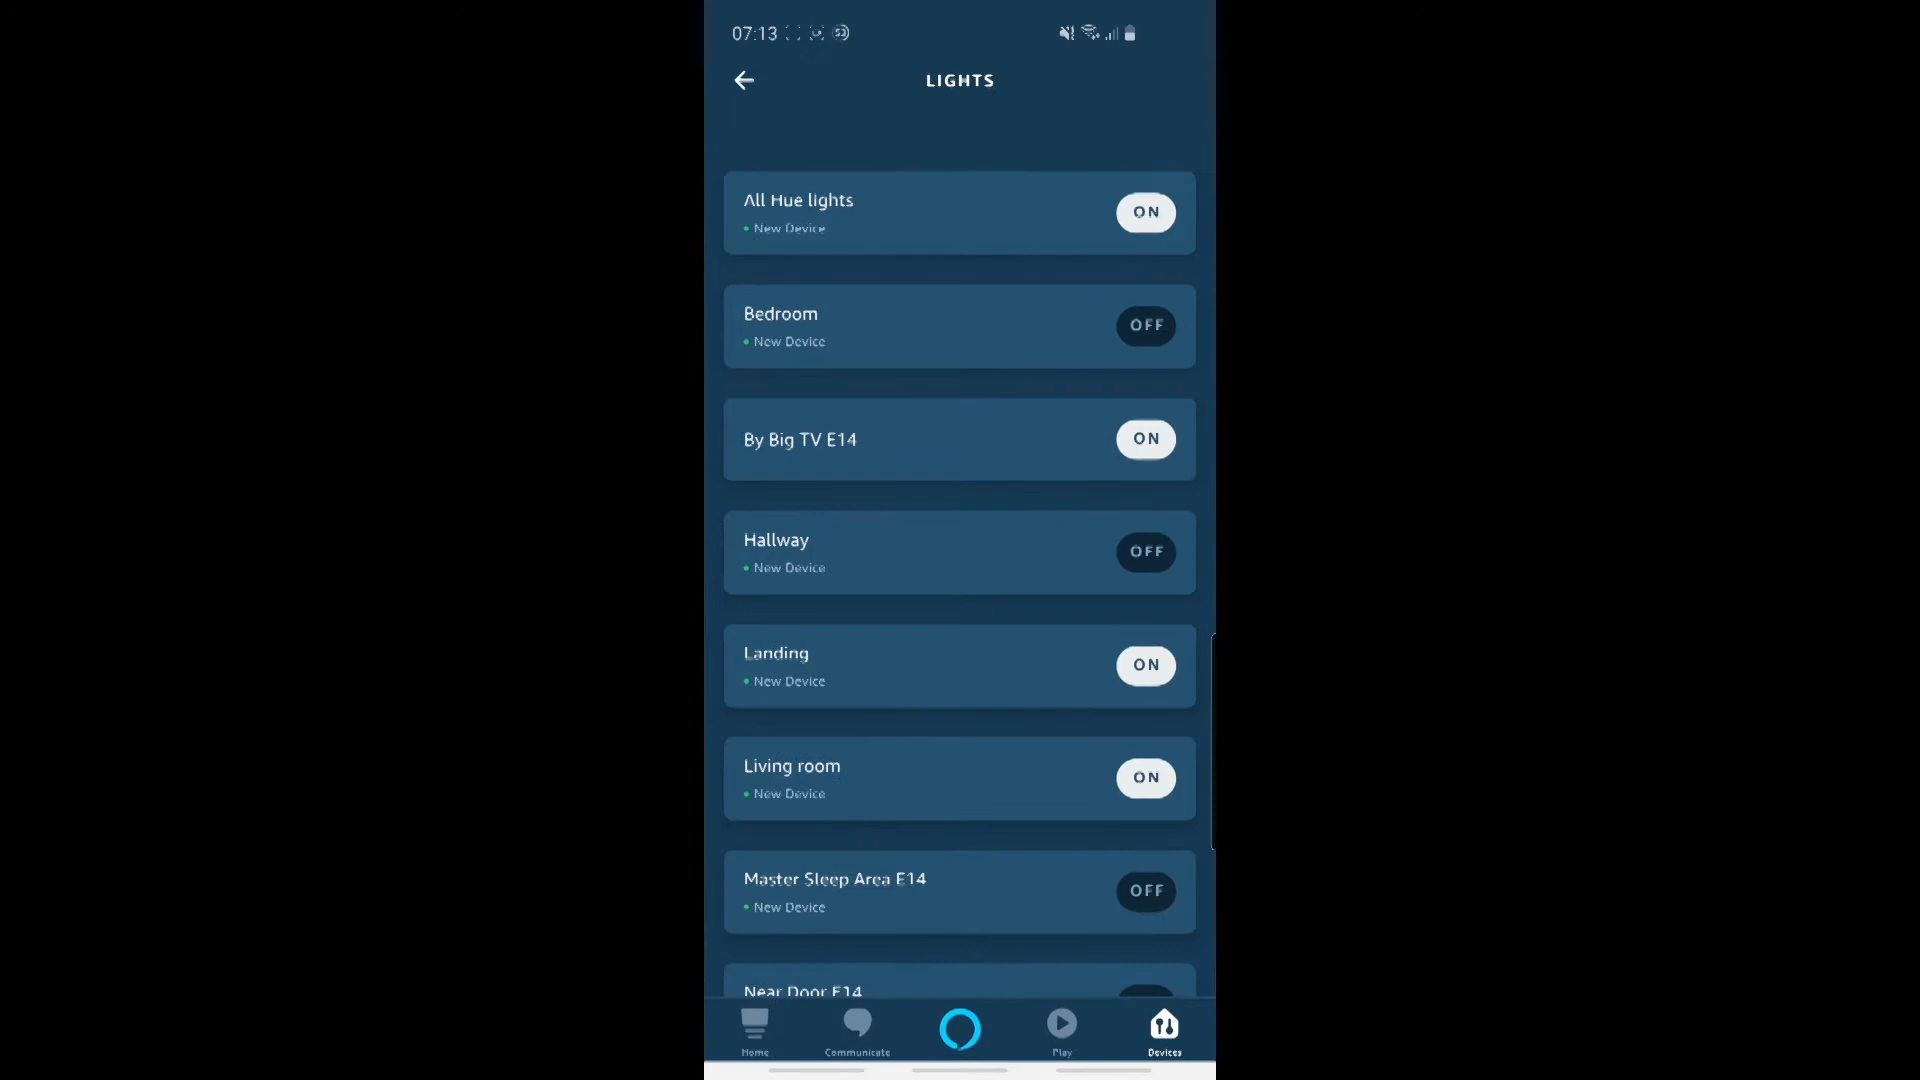 07:13
LIGHTS
All Hue lights
ON
New Device
Bedroom
OFF
New Device
By Big TV E14
ON
Hallway
OFF
New Device
Landing
ON
New Device
Living room
ON
New Device
Master Sleep Area E14
OFF
New Device
Near Door E14
Home
Communicate
Play
Devices